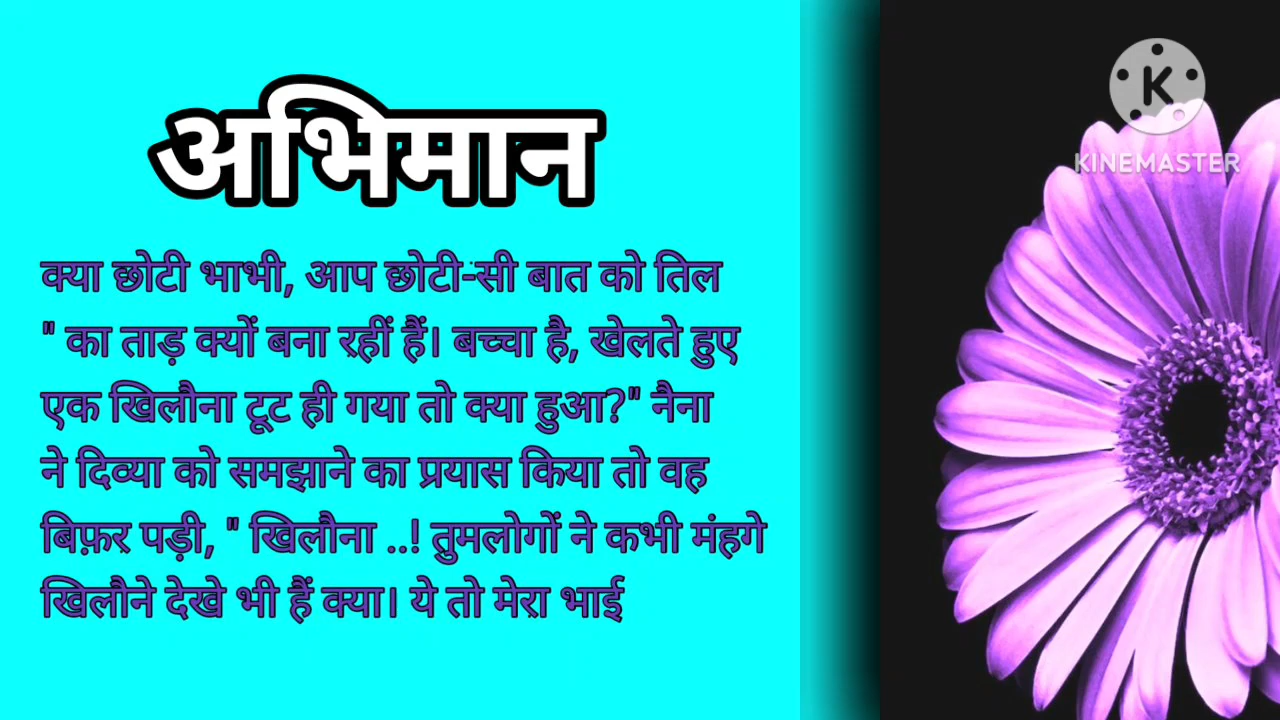 अभिमान
क्या छोटी भाभी, आप छोटी-सी बात को तिल
" का ताड़ क्यों बना रहीं हैं। बच्चा है, खेलते हुए
एक खिलौना टूट ही गया तो क्या हुआ?" नैना
ने दिव्या को समझाने का प्रयास किया तो वह
बिफ़र पड़ी, " खिलौना ..! तुमलोगों ने कभी मंहगे
खिलौने देखे भी हैं क्या। ये तो मेरा भाई
K
KINEMASTER